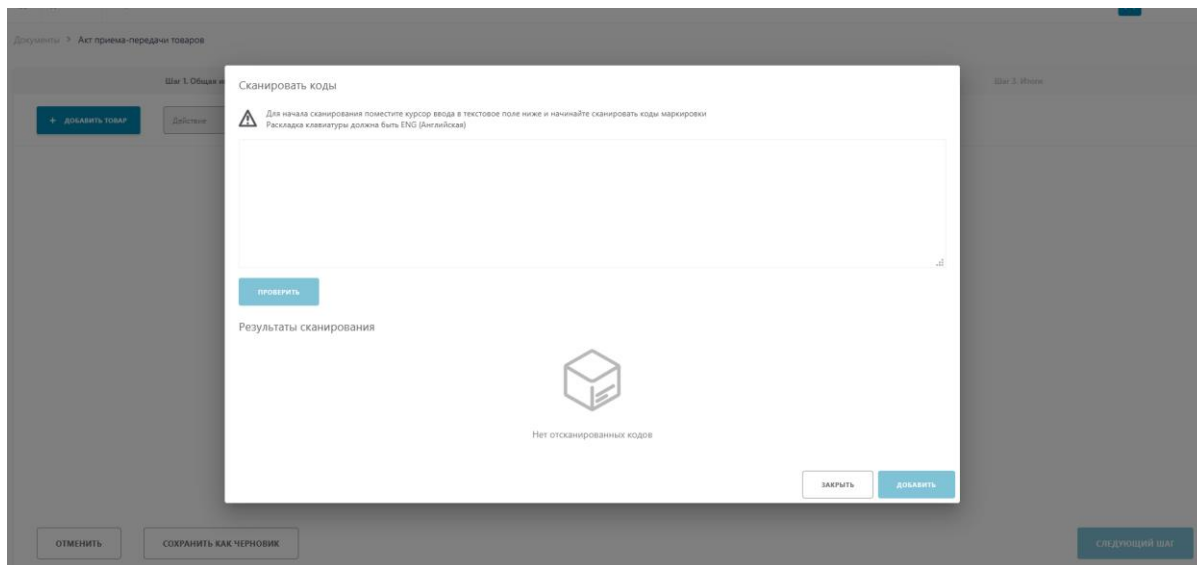 Документы > Акт приема-передачи товаров
Шаг 1. Общая
Шаг 3. Итоги
+ ДОБАВИТЬ ТОВАР
Действие
Сканировать коды
Для начала сканирования поместите курсор ввода в текстовое поле ниже и начинайте сканировать коды маркировки
Раскладка клавиатуры должна быть ENG (Английская)
ПРОВЕРИТЬ
Результаты сканирования
Нет отсканированных кодов
ЗАКРЫТЬ
ДОБАВИТЬ
ОТМЕНИТЬ
СОХРАНИТЬ КАК ЧЕРНОВИК
СЛЕДУЮЩИЙ ШАГ